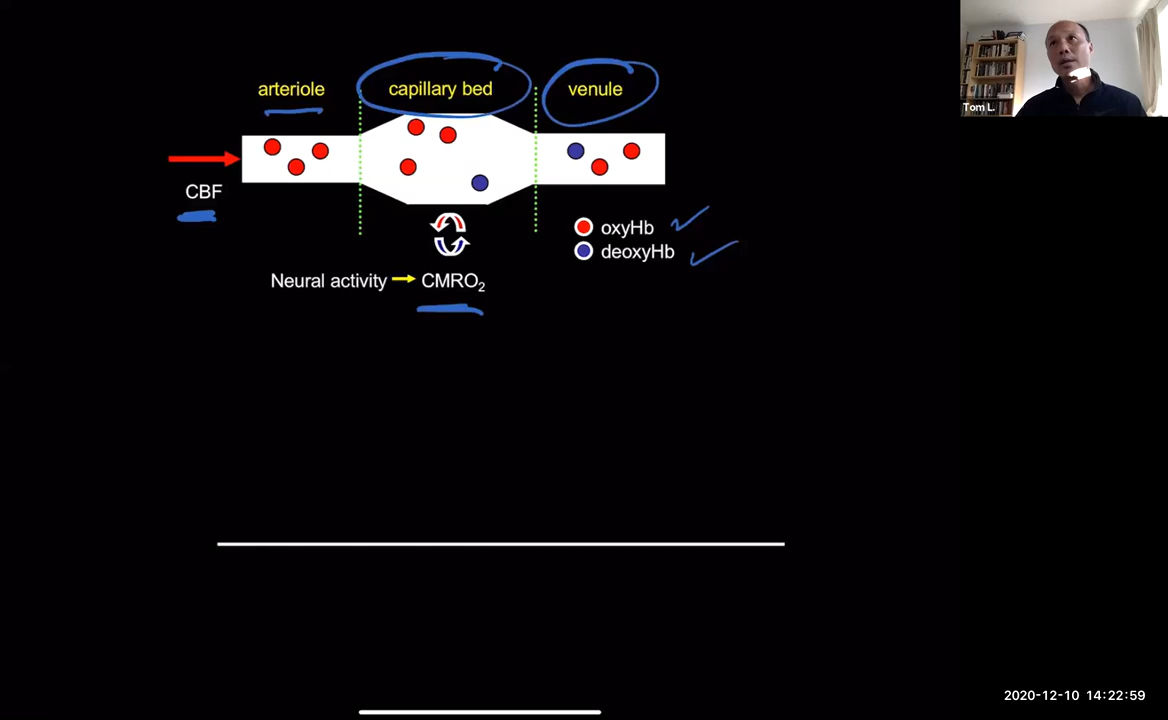 arteriole capillary bed venule
CBF
oxyHb
deoxyHb
Neural activity CMRO₂
Tom L.
2020-12-10 14:22:59